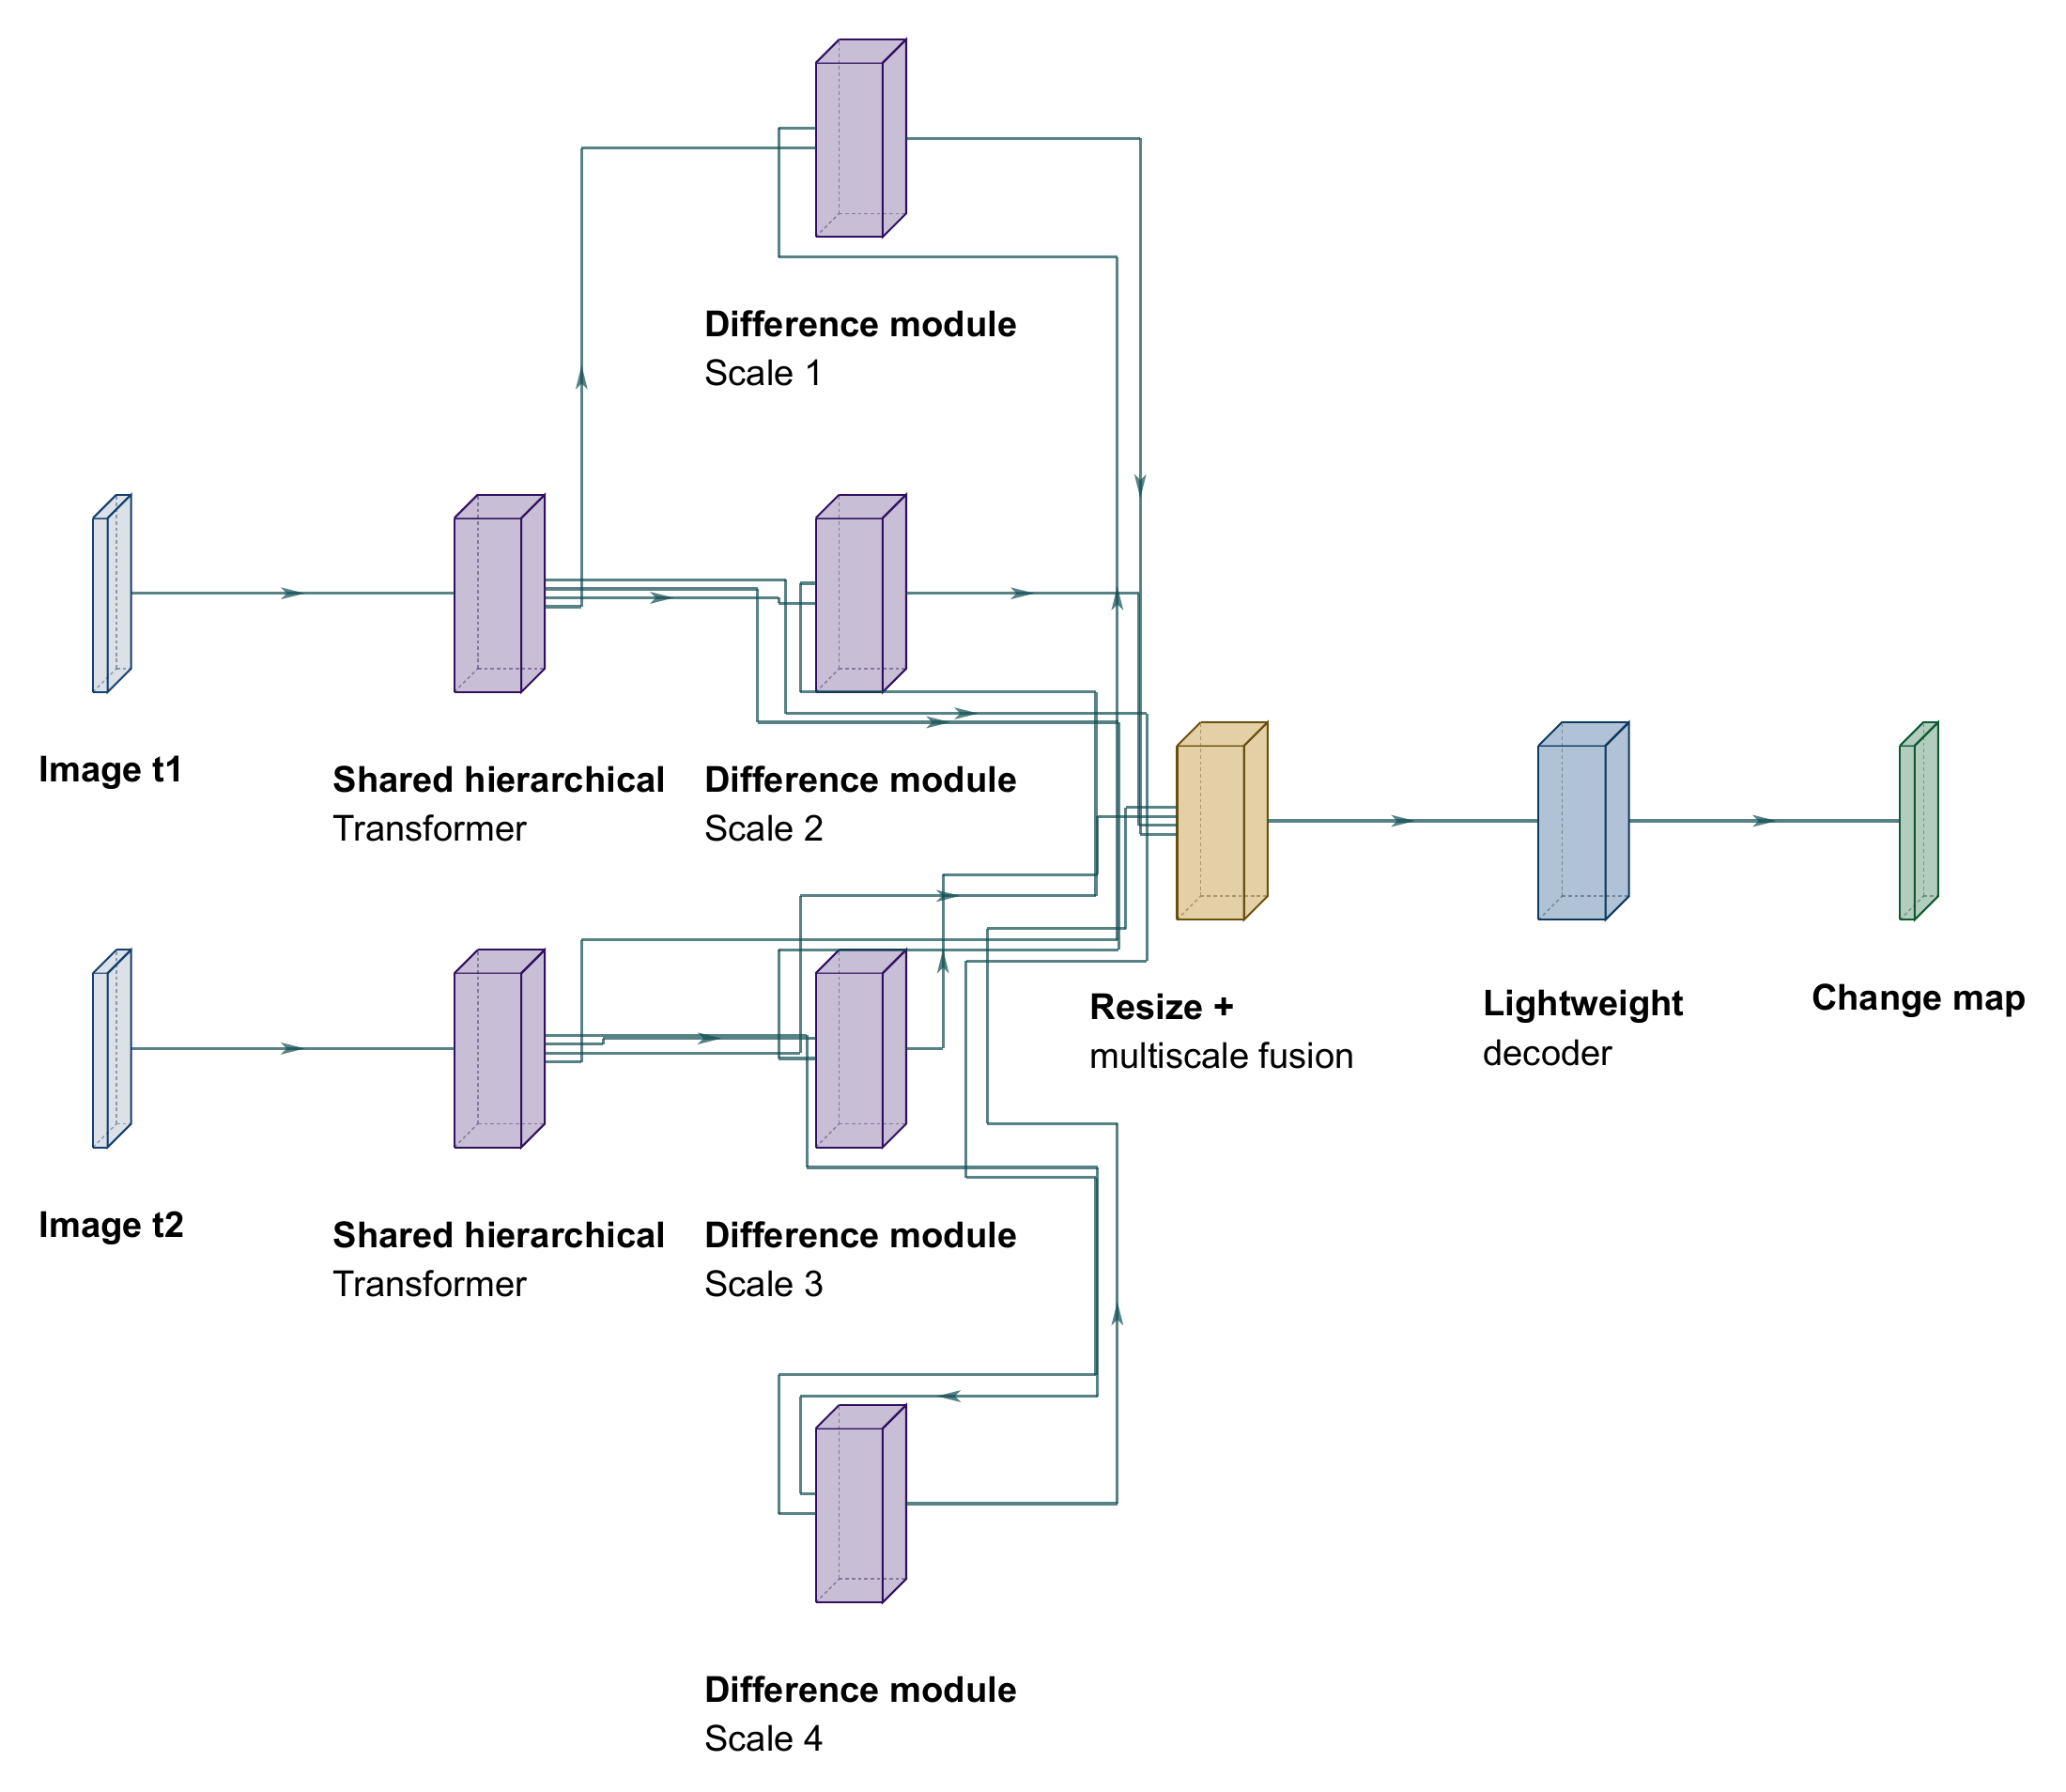 Difference module
Scale 1
Image t1
Shared hierarchical
Transformer
Difference module
Scale 2
Resize +
multiscale fusion
Lightweight
decoder
Change map
Image t2
Shared hierarchical
Transformer
Difference module
Scale 3
Difference module
Scale 4